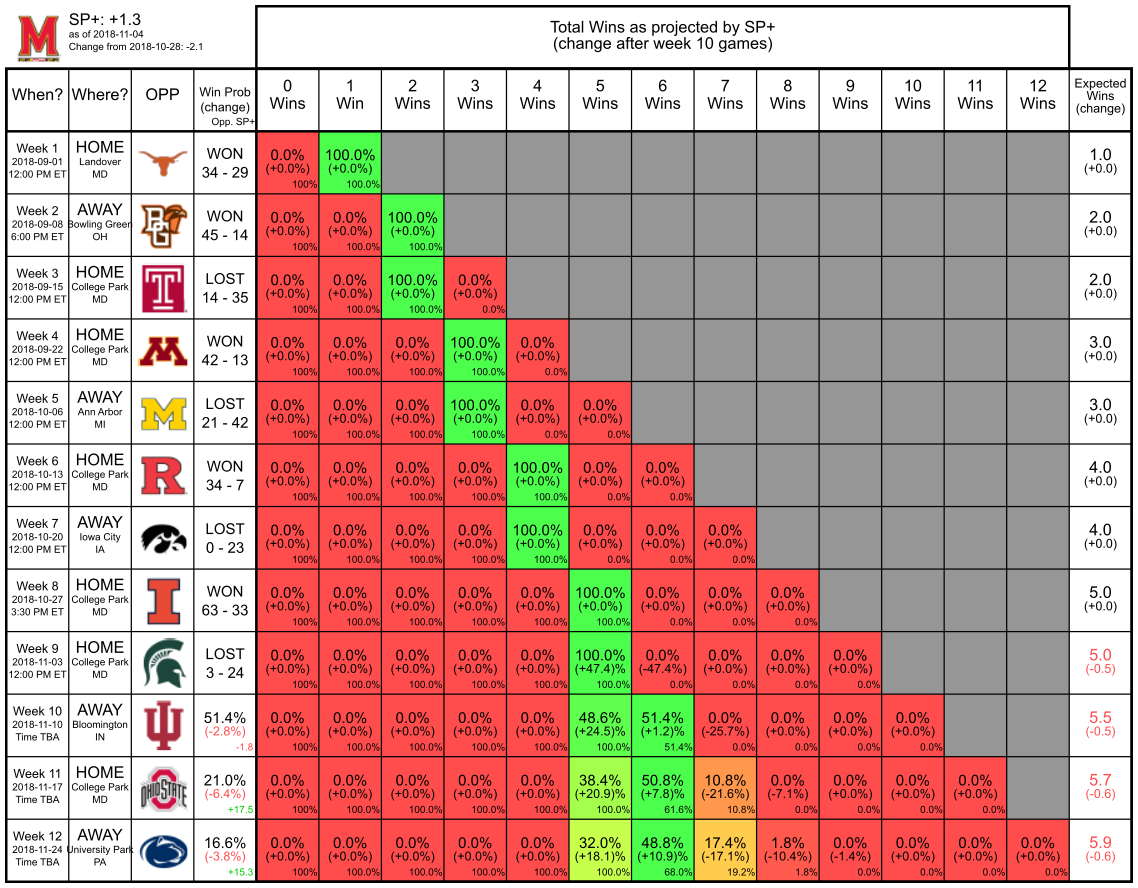 SP+: +1.3
as of 2018-11-04
Change from 2018-10-28: -2.1
Total Wins as projected by SP+
(change after week 10 games)
When? Where? OPP Win Prob (change) Opp. SP+ 0 Wins 1 Win 2 Wins 3 Wins 4 Wins 5 Wins 6 Wins 7 Wins 8 Wins 9 Wins 10 Wins 11 Wins 12 Wins Expected Wins (change)
Week 1 HOME
2018-09-01 Landover WON 0.0% 100.0% 1.0
12:00 PM ET MD 34 - 29 (+0.0%) (+0.0%) (+0.0)
100% 100.0%
Week 2 AWAY
2018-09-08 Bowling Green WON 0.0% 0.0% 100.0% 2.0
6:00 PM ET OH 45 - 14 (+0.0%) (+0.0%) (+0.0%) (+0.0)
100% 100.0% 100.0%
Week 3 HOME
2018-09-15 College Park T LOST 0.0% 0.0% 100.0% 0.0% 2.0
12:00 PM ET MD 14 - 35 (+0.0%) (+0.0%) (+0.0%) (+0.0%) (+0.0)
100% 100.0% 100.0% 0.0%
Week 4 HOME
2018-09-22 College Park M WON 0.0% 0.0% 0.0% 100.0% 0.0% 3.0
12:00 PM ET MD 42 - 13 (+0.0%) (+0.0%) (+0.0%) (+0.0%) (+0.0%) (+0.0)
100% 100.0% 100.0% 100.0% 0.0%
Week 5 AWAY
2018-10-06 Ann Arbor M LOST 0.0% 0.0% 0.0% 100.0% 0.0% 0.0% 3.0
12:00 PM ET MI 21 - 42 (+0.0%) (+0.0%) (+0.0%) (+0.0%) (+0.0%) (+0.0%) (+0.0)
100% 100.0% 100.0% 100.0% 0.0% 0.0%
Week 6 HOME
2018-10-13 College Park R WON 0.0% 0.0% 0.0% 0.0% 100.0% 0.0% 0.0% 4.0
12:00 PM ET MD 34 - 7 (+0.0%) (+0.0%) (+0.0%) (+0.0%) (+0.0%) (+0.0%) (+0.0%) (+0.0)
100% 100.0% 100.0% 100.0% 100.0% 0.0% 0.0%
Week 7 AWAY
2018-10-20 Iowa City LOST 0.0% 0.0% 0.0% 0.0% 100.0% 0.0% 0.0% 0.0% 4.0
12:00 PM ET IA 0 - 23 (+0.0%) (+0.0%) (+0.0%) (+0.0%) (+0.0%) (+0.0%) (+0.0%) (+0.0%) (+0.0)
100% 100.0% 100.0% 100.0% 100.0% 0.0% 0.0% 0.0%
Week 8 HOME
2018-10-27 College Park I WON 0.0% 0.0% 0.0% 0.0% 0.0% 100.0% 0.0% 0.0% 0.0% 5.0
3:30 PM ET MD 63 - 33 (+0.0%) (+0.0%) (+0.0%) (+0.0%) (+0.0%) (+0.0%) (+0.0%) (+0.0%) (+0.0%) (+0.0)
100% 100.0% 100.0% 100.0% 100.0% 100.0% 0.0% 0.0% 0.0%
Week 9 HOME
2018-11-03 College Park LOST 0.0% 0.0% 0.0% 0.0% 0.0% 100.0% 0.0% 0.0% 0.0% 0.0% 5.0
12:00 PM ET MD 3 - 24 (+0.0%) (+0.0%) (+0.0%) (+0.0%) (+0.0%) (+47.4)% (-47.4%) (+0.0%) (+0.0%) (+0.0%) (-0.5)
100% 100.0% 100.0% 100.0% 100.0% 100.0% 0.0% 0.0% 0.0% 0.0%
Week 10 AWAY
2018-11-10 Bloomington 51.4% 0.0% 0.0% 0.0% 0.0% 0.0% 48.6% 51.4% 0.0% 0.0% 0.0% 0.0% 5.5
Time TBA IN (-2.8%) (+0.0%) (+0.0%) (+0.0%) (+0.0%) (+0.0%) (+24.5)% (+1.2)% (-25.7%) (+0.0%) (+0.0%) (+0.0%) (-0.5)
-1.8 100% 100.0% 100.0% 100.0% 100.0% 100.0% 51.4% 0.0% 0.0% 0.0% 0.0%
Week 11 HOME
2018-11-17 College Park OHIO STATE 21.0% 0.0% 0.0% 0.0% 0.0% 0.0% 38.4% 50.8% 10.8% 0.0% 0.0% 0.0% 0.0% 5.7
Time TBA MD (-6.4%) (+0.0%) (+0.0%) (+0.0%) (+0.0%) (+0.0%) (+20.9)% (+7.8)% (-21.6%) (-7.1%) (+0.0%) (+0.0%) (+0.0%) (-0.6)
+17.5 100% 100.0% 100.0% 100.0% 100.0% 100.0% 61.6% 10.8% 0.0% 0.0% 0.0% 0.0%
Week 12 AWAY
2018-11-24 University Park 16.6% 0.0% 0.0% 0.0% 0.0% 0.0% 32.0% 48.8% 17.4% 1.8% 0.0% 0.0% 0.0% 0.0% 5.9
Time TBA PA (-3.8%) (+0.0%) (+0.0%) (+0.0%) (+0.0%) (+0.0%) (+18.1)% (+10.9)% (-17.1%) (-10.4%) (-1.4%) (+0.0%) (+0.0%) (+0.0%) (-0.6)
+15.3 100% 100.0% 100.0% 100.0% 100.0% 100.0% 68.0% 19.2% 1.8% 0.0% 0.0% 0.0% 0.0%